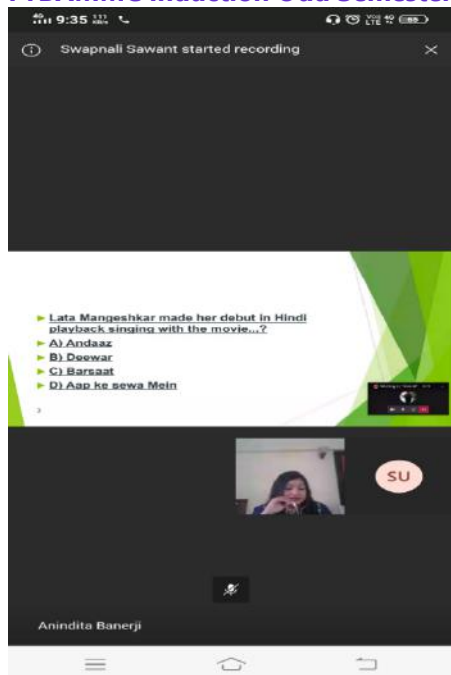 9:35
Swapnali Sawant started recording
Lata Mangeshkar made her debut in Hindi
playback singing with the movie...?
A) Andaaz
B) Deewar
C) Barsaat
D) Aap ke sewa Mein
3
SU
Anindita Banerji